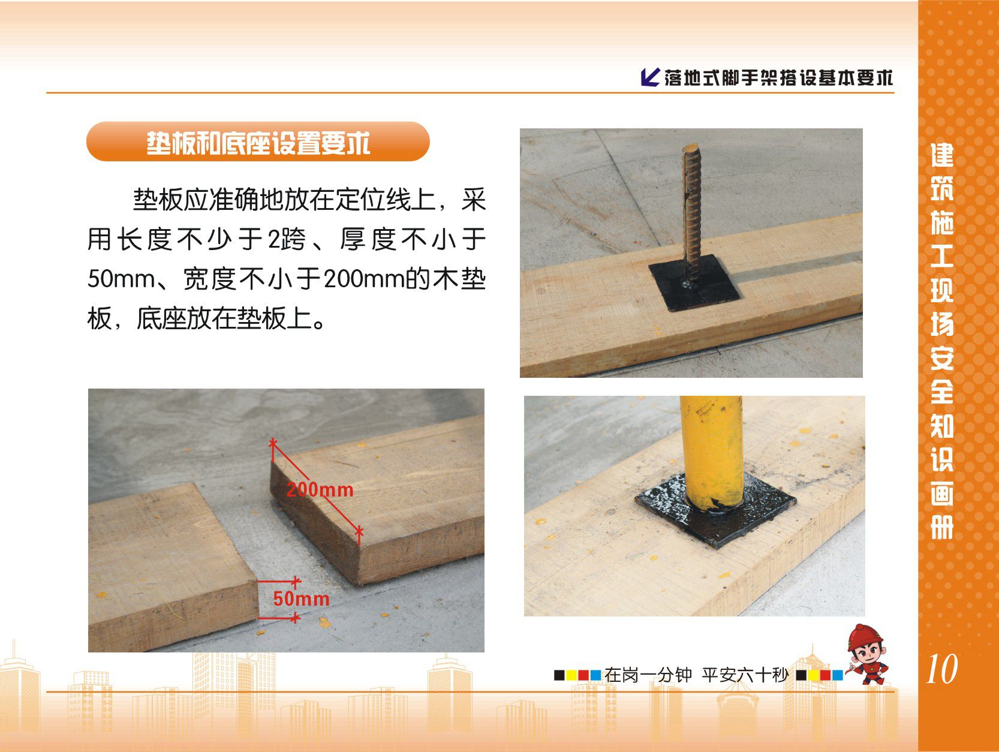 落地式脚手架搭设基本要求
垫板和底座设置要求
垫板应准确地放在定位线上，采
用长度不少于2跨、厚度不小于
50mm、宽度不小于200mm的木垫
板，底座放在垫板上。
200mm
50mm
在岗一分钟 平安六十秒
建筑施工现场安全知识画册
10